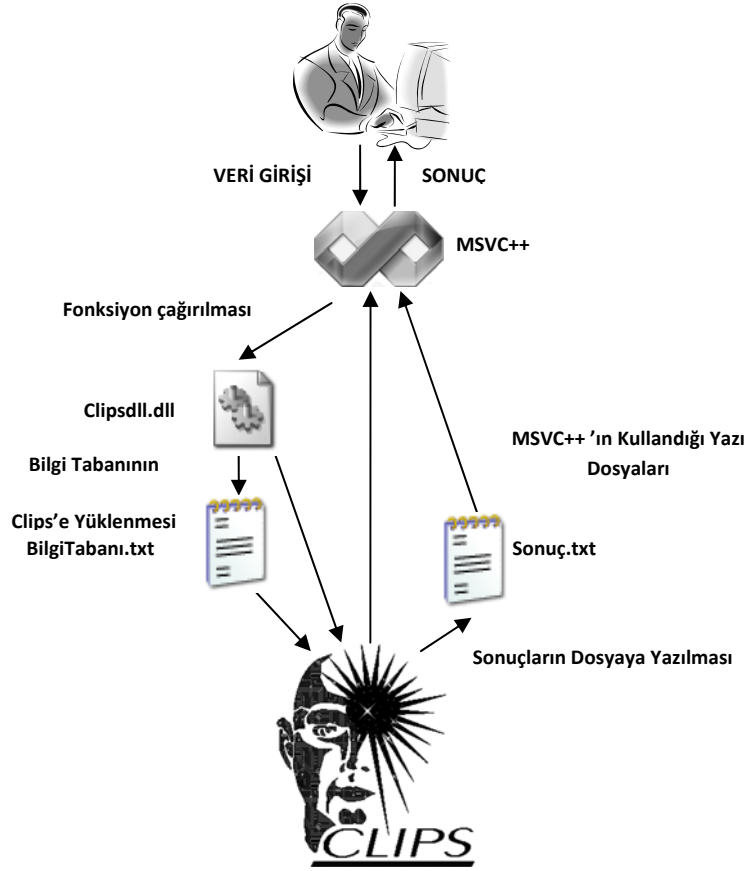 VERİ GİRİŞİ
SONUÇ
MSVC++
Fonksiyon çağırılması
Clipsdll.dll
MSVC++ ’ın Kullandığı Yazı
Dosyaları
Bilgi Tabanının
Clips’e Yüklenmesi
BilgiTabanı.txt
Sonuç.txt
Sonuçların Dosyaya Yazılması
CLIPS